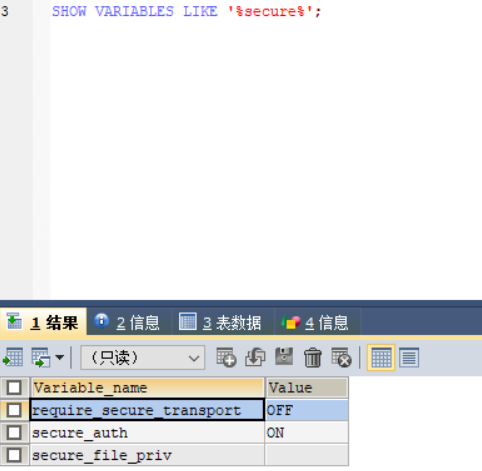 3 SHOW VARIABLES LIKE '%secure%';
1 结果 2 信息 3 表数据 4 信息
(只读)
Variable_name Value
require_secure_transport OFF
secure_auth ON
secure_file_priv